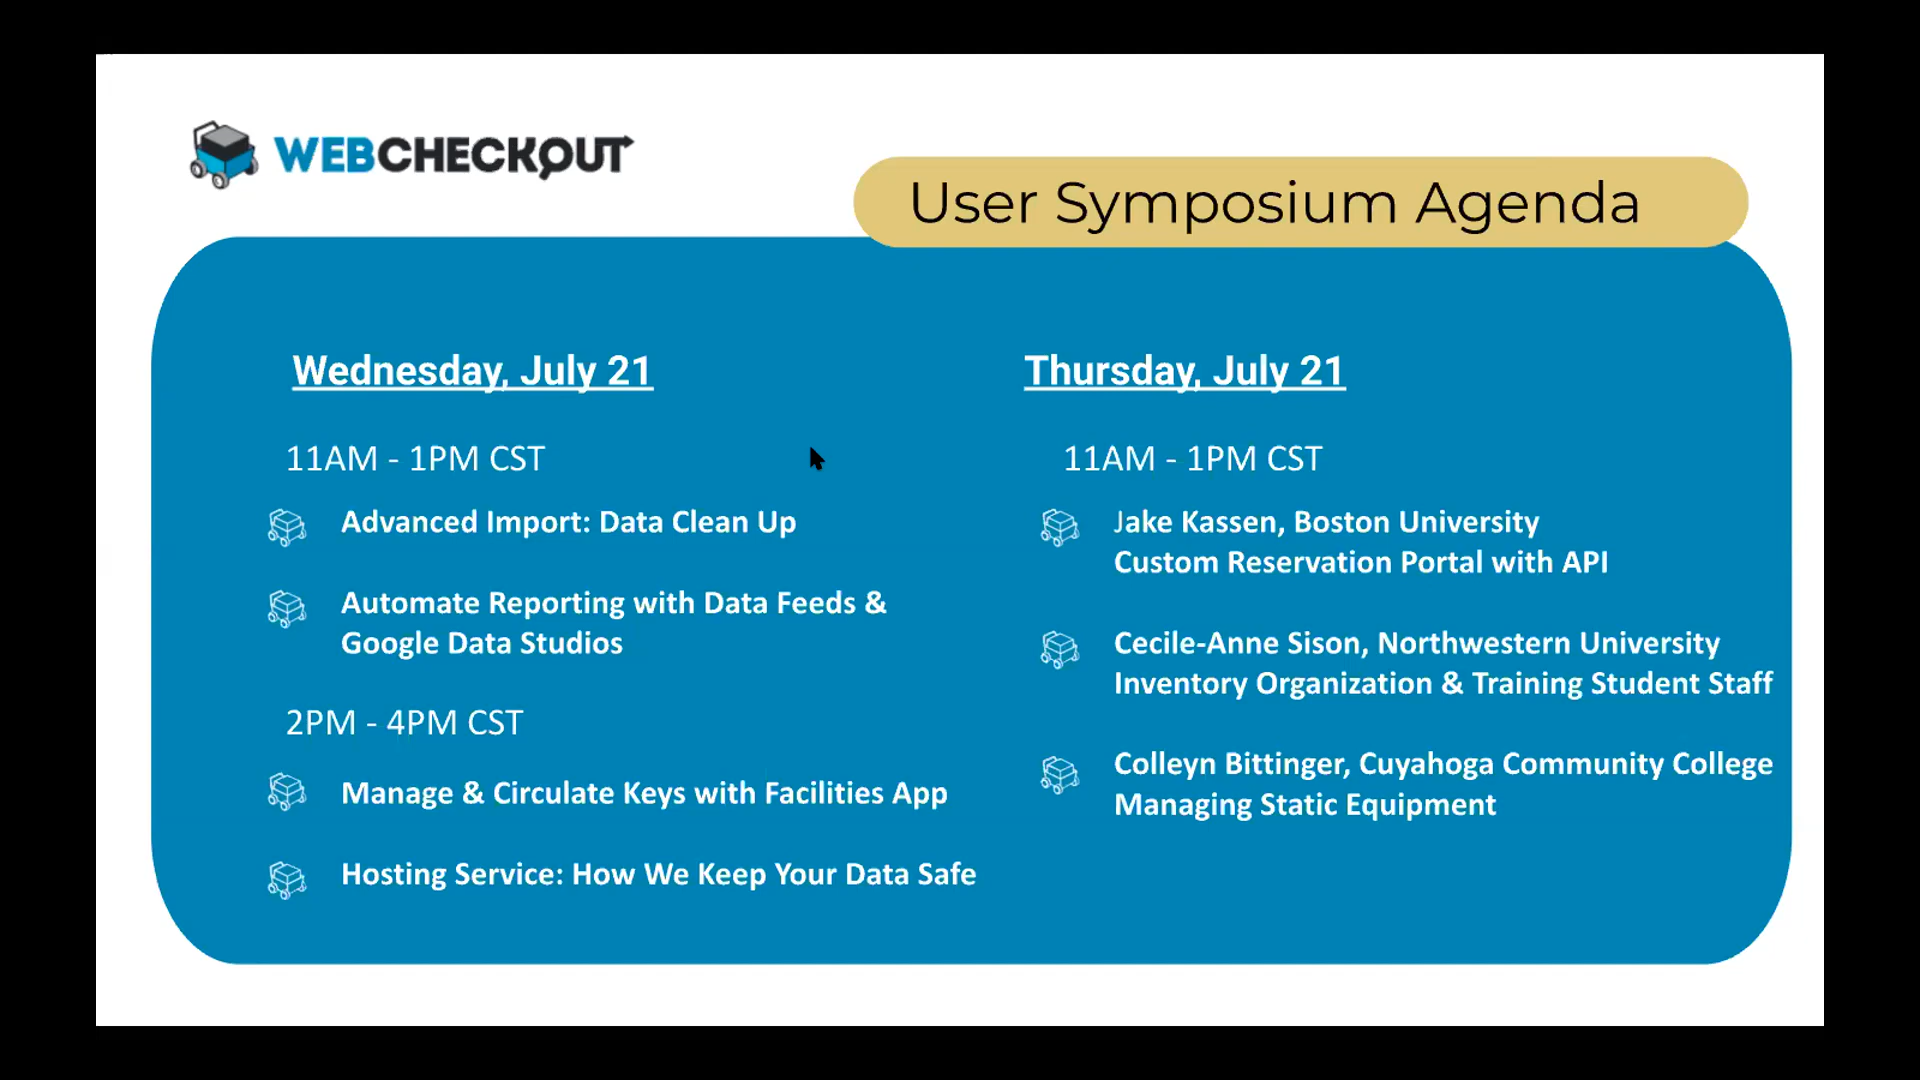 WEBCHECKOUT
User Symposium Agenda
Wednesday, July 21
11AM - 1PM CST
Advanced Import: Data Clean Up
Automate Reporting with Data Feeds &
Google Data Studios
2PM - 4PM CST
Manage & Circulate Keys with Facilities App
Hosting Service: How We Keep Your Data Safe
Thursday, July 21
11AM - 1PM CST
Jake Kassen, Boston University
Custom Reservation Portal with API
Cecile-Anne Sison, Northwestern University
Inventory Organization & Training Student Staff
Colleyn Bittinger, Cuyahoga Community College
Managing Static Equipment